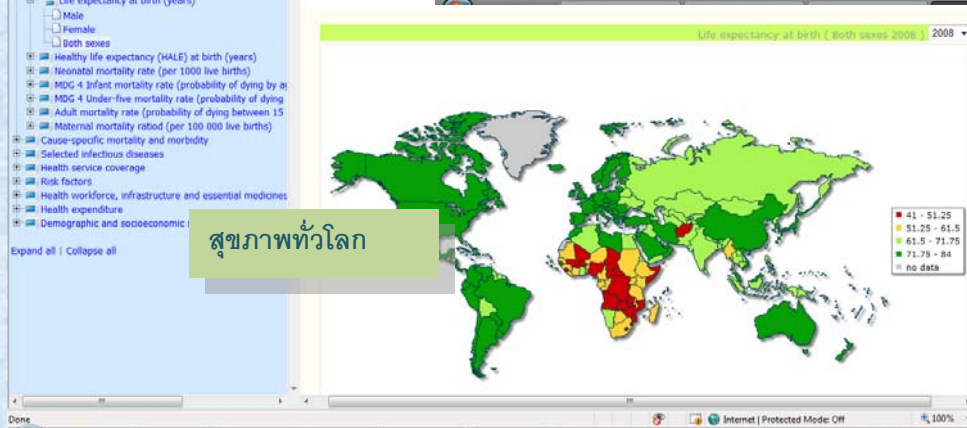 Life expectancy at birth (years)
Male
Female
Both sexes
Healthy life expectancy (HALE) at birth (years)
Neonatal mortality rate (per 1000 live births)
MDG 4 Infant mortality rate (probability of dying by ag
MDG 4 Under-five mortality rate (probability of dying
Adult mortality rate (probability of dying between 15
Maternal mortality ratiod (per 100 000 live births)
Cause-specific mortality and morbidity
Selected infectious diseases
Health service coverage
Risk factors
Health workforce, infrastructure and essential medicines
Health expenditure
Demographic and socioeconomic s
Expand all | Collapse all
สุขภาพทั่วโลก
Life expectancy at birth ( Both sexes 2008 ) 2008
41 - 51.25
51.25 - 61.5
61.5 - 71.75
71.75 - 84
no data
Done
Internet | Protected Mode: Off
100%